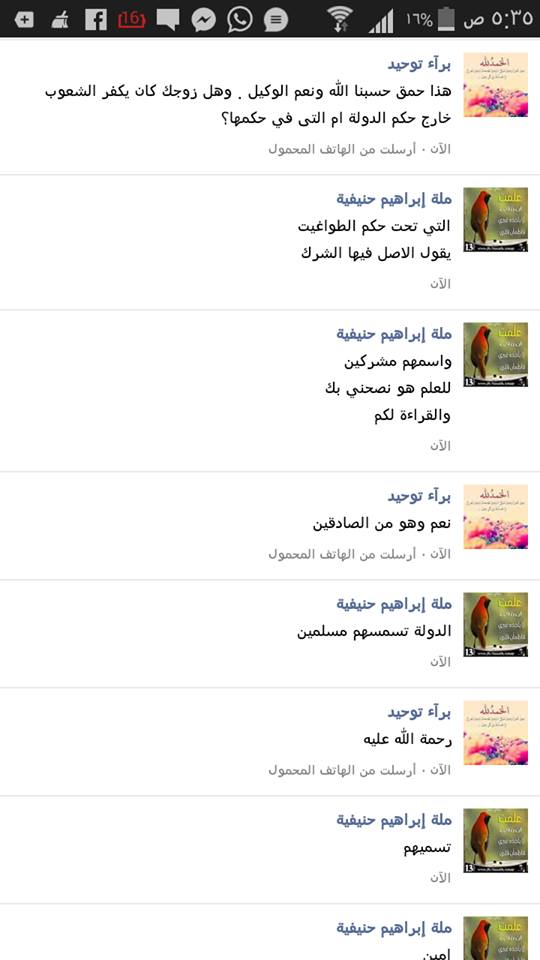 ٥:٣٥ ص
١٦%
16
برآء توحيد
هذا حمق حسبنا الله ونعم الوكيل . وهل زوجك كان يكفر الشعوب
خارج حكم الدولة ام التى في حكمها؟
الآن · أرسلت من الهاتف المحمول
ملة إبراهيم حنيفية
التي تحت حكم الطواغيت
يقول الاصل فيها الشرك
الآن
ملة إبراهيم حنيفية
واسمهم مشركين
للعلم هو نصحني بك
والقراءة لكم
الآن
برآء توحيد
نعم وهو من الصادقين
الآن · أرسلت من الهاتف المحمول
ملة إبراهيم حنيفية
الدولة تسمسهم مسلمين
الآن
برآء توحيد
رحمة الله عليه
الآن · أرسلت من الهاتف المحمول
ملة إبراهيم حنيفية
تسميهم
الآن
ملة إبراهيم حنيفية
امين
الحمدلله
علمت
13